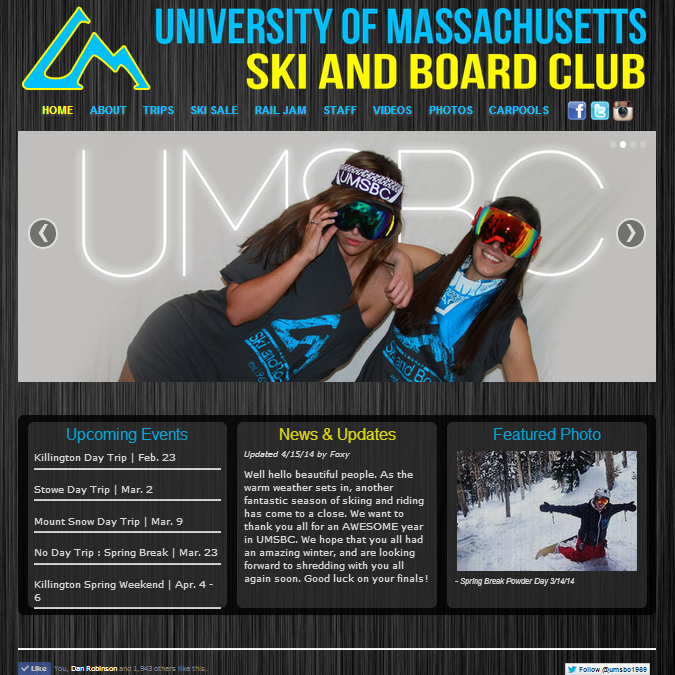 UNIVERSITY OF MASSACHUSETTS
SKI AND BOARD CLUB
HOME ABOUT TRIPS SKI SALE RAIL JAM STAFF VIDEOS PHOTOS CARPOOLS
UMSBC
UMSBC
Ski and
Ski and Bo
Upcoming Events
Killington Day Trip | Feb. 23
Stowe Day Trip | Mar. 2
Mount Snow Day Trip | Mar. 9
No Day Trip : Spring Break | Mar. 23
Killington Spring Weekend | Apr. 4 -
6
News & Updates
Updated 4/15/14 by Foxy
Well hello beautiful people. As the
warm weather sets in, another
fantastic season of skiing and riding
has come to a close. We want to
thank you all for an AWESOME year
in UMSBC. We hope that you all had
an amazing winter, and are looking
forward to shredding with you all
again soon. Good luck on your finals!
Featured Photo
- Spring Break Powder Day 3/14/14
Like You, Dan Robinson and 1,943 others like this.
Follow @umsbc1969